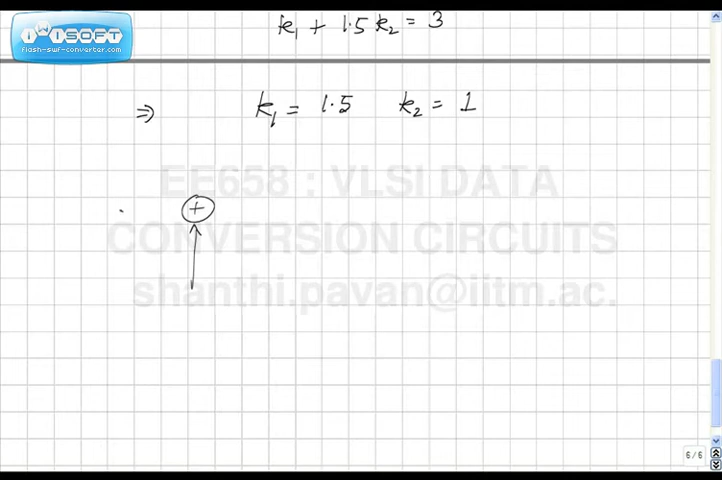 iWiSOFT
flash-swf-converter.com
k₁ + 1.5 k₂ = 3
⇒ k₁ = 1.5 k₂ = 1
EE658 : VLSI DATA
CONVERSION CIRCUITS
shanthi.pavan@iitm.ac.
+
6/6